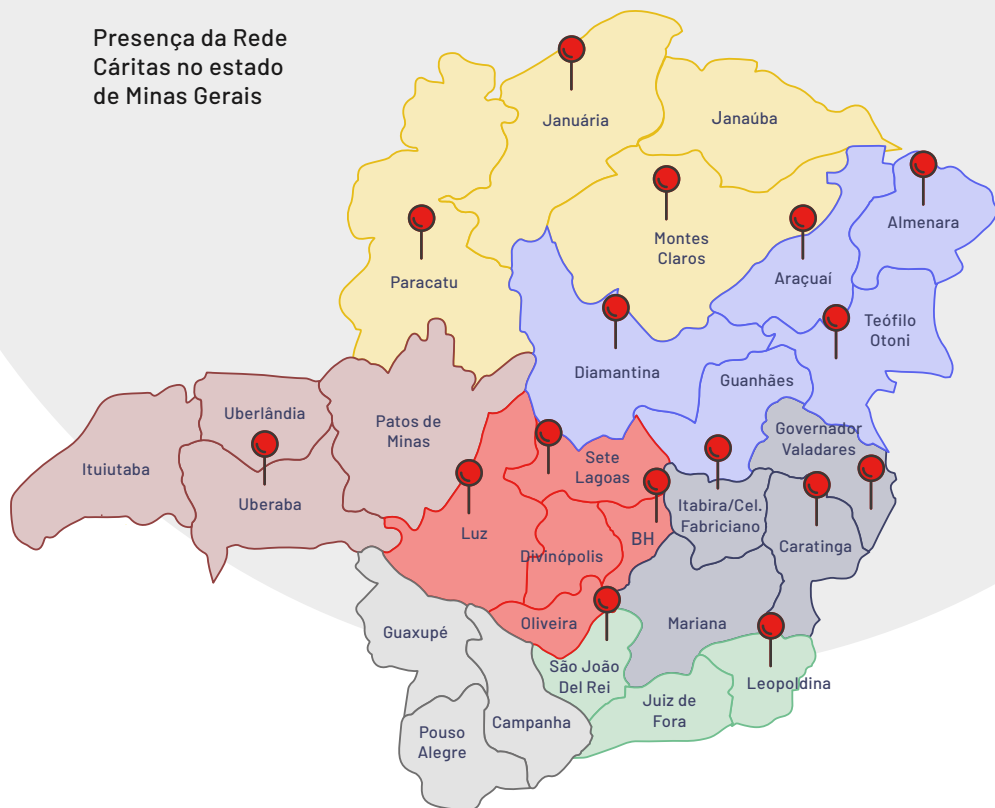 Presença da Rede
Cáritas no estado
de Minas Gerais
Januária
Janaúba
Almenara
Montes
Claros
Araçuaí
Paracatu
Teófilo
Otoni
Diamantina
Guanhães
Uberlândia
Patos de
Minas
Governador
Valadares
Ituiutaba
Sete
Lagoas
Uberaba
Itabira/Cel.
Fabriciano
Luz
BH
Caratinga
Divinópolis
Oliveira
Mariana
Guaxupé
São João
Del Rei
Leopoldina
Juiz de
Fora
Campanha
Pouso
Alegre